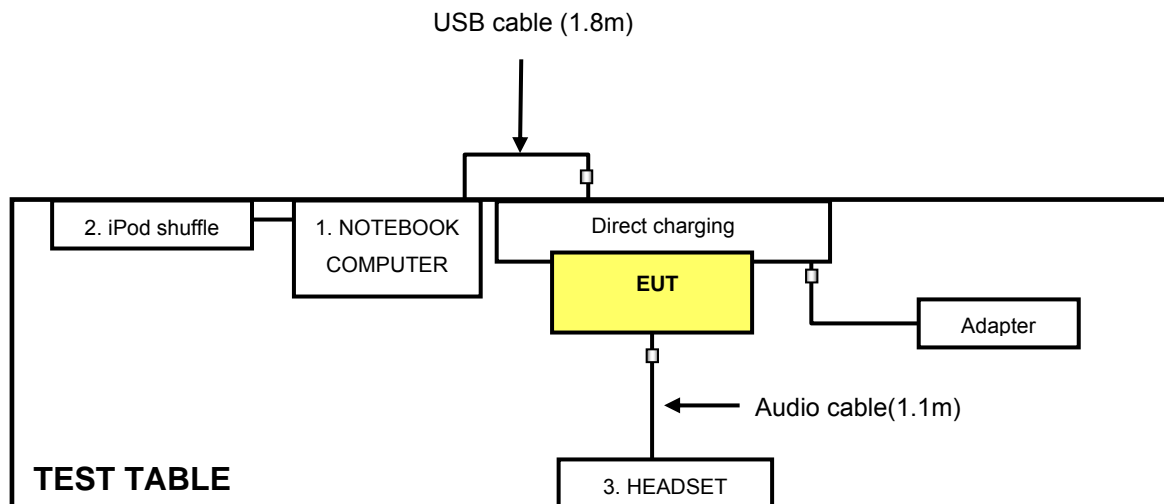 USB cable (1.8m)
2. iPod shuffle
1. NOTEBOOK
COMPUTER
Direct charging
EUT
Adapter
Audio cable(1.1m)
TEST TABLE
3. HEADSET